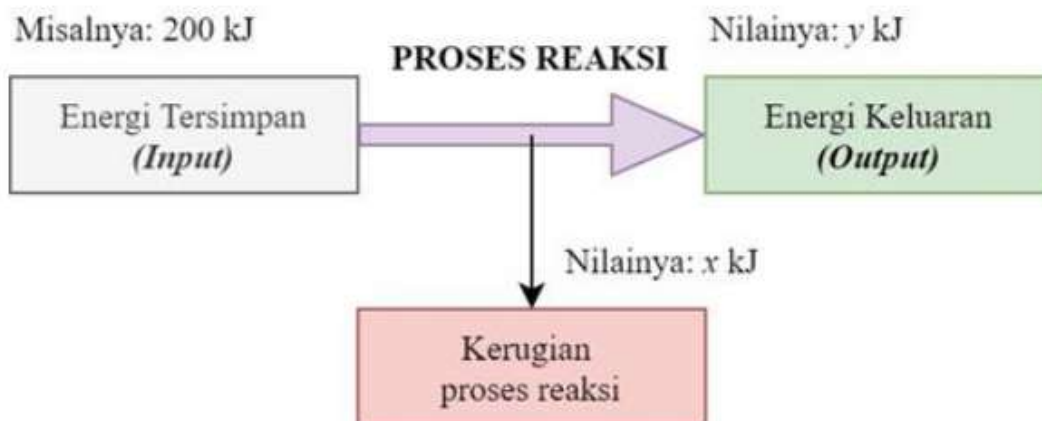 Misalnya: 200 kJ
PROSES REAKSI
Nilainya: y kJ
Energi Tersimpan
(Input)
Energi Keluaran
(Output)
Nilainya: x kJ
Kerugian
proses reaksi